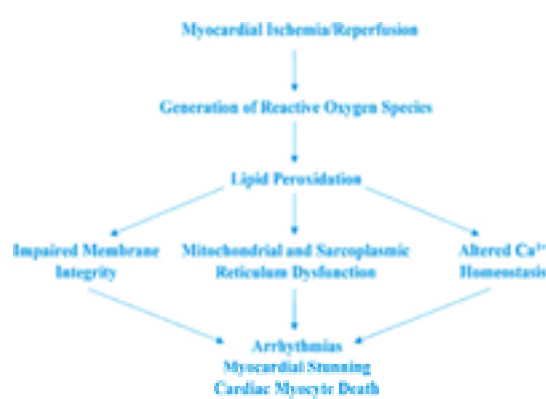 Myocardial Ischemia/Reperfusion
Generation of Reactive Oxygen Species
Lipid Peroxidation
Impaired Membrane
Integrity
Mitochondrial and Sarcoplasmic
Reticulum Dysfunction
Altered Ca²⁺
Homeostasis
Arrhythmias
Myocardial Stunning
Cardiac Myocyte Death